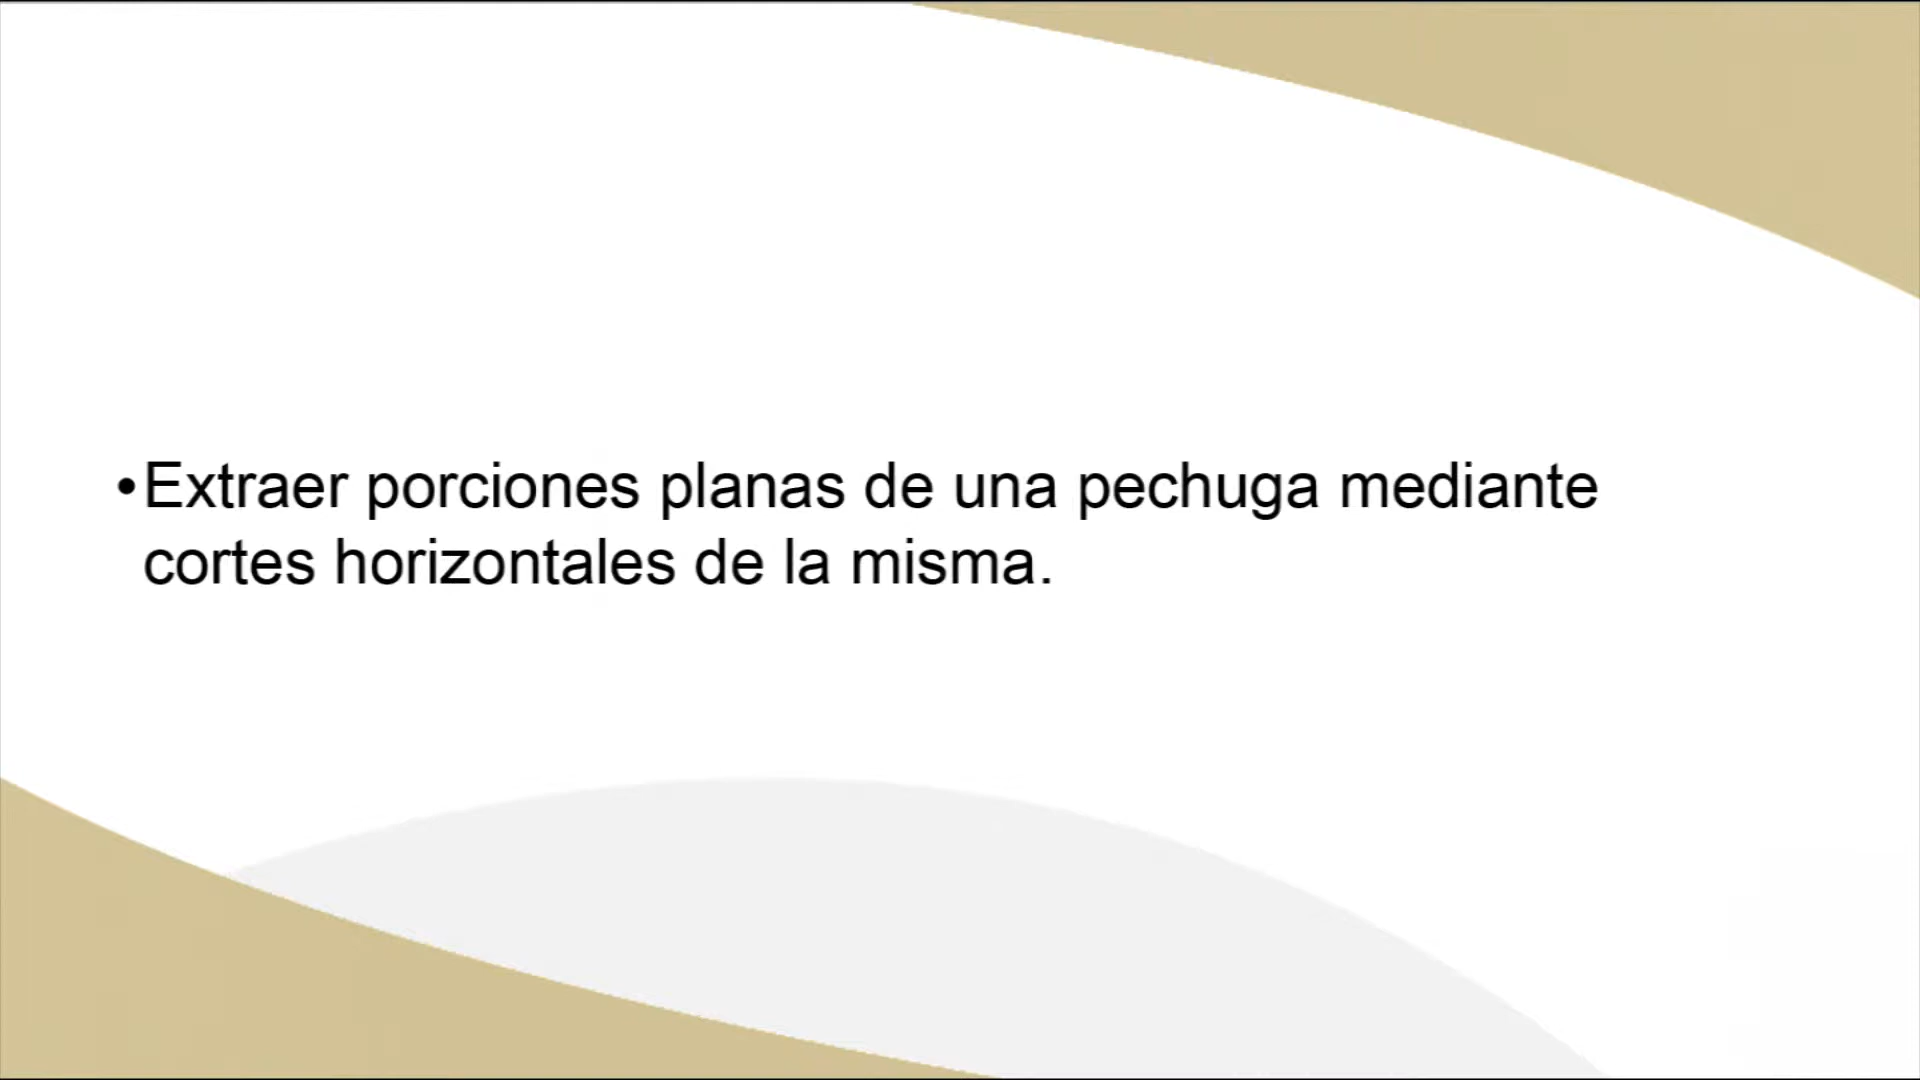 •Extraer porciones planas de una pechuga mediante
cortes horizontales de la misma.